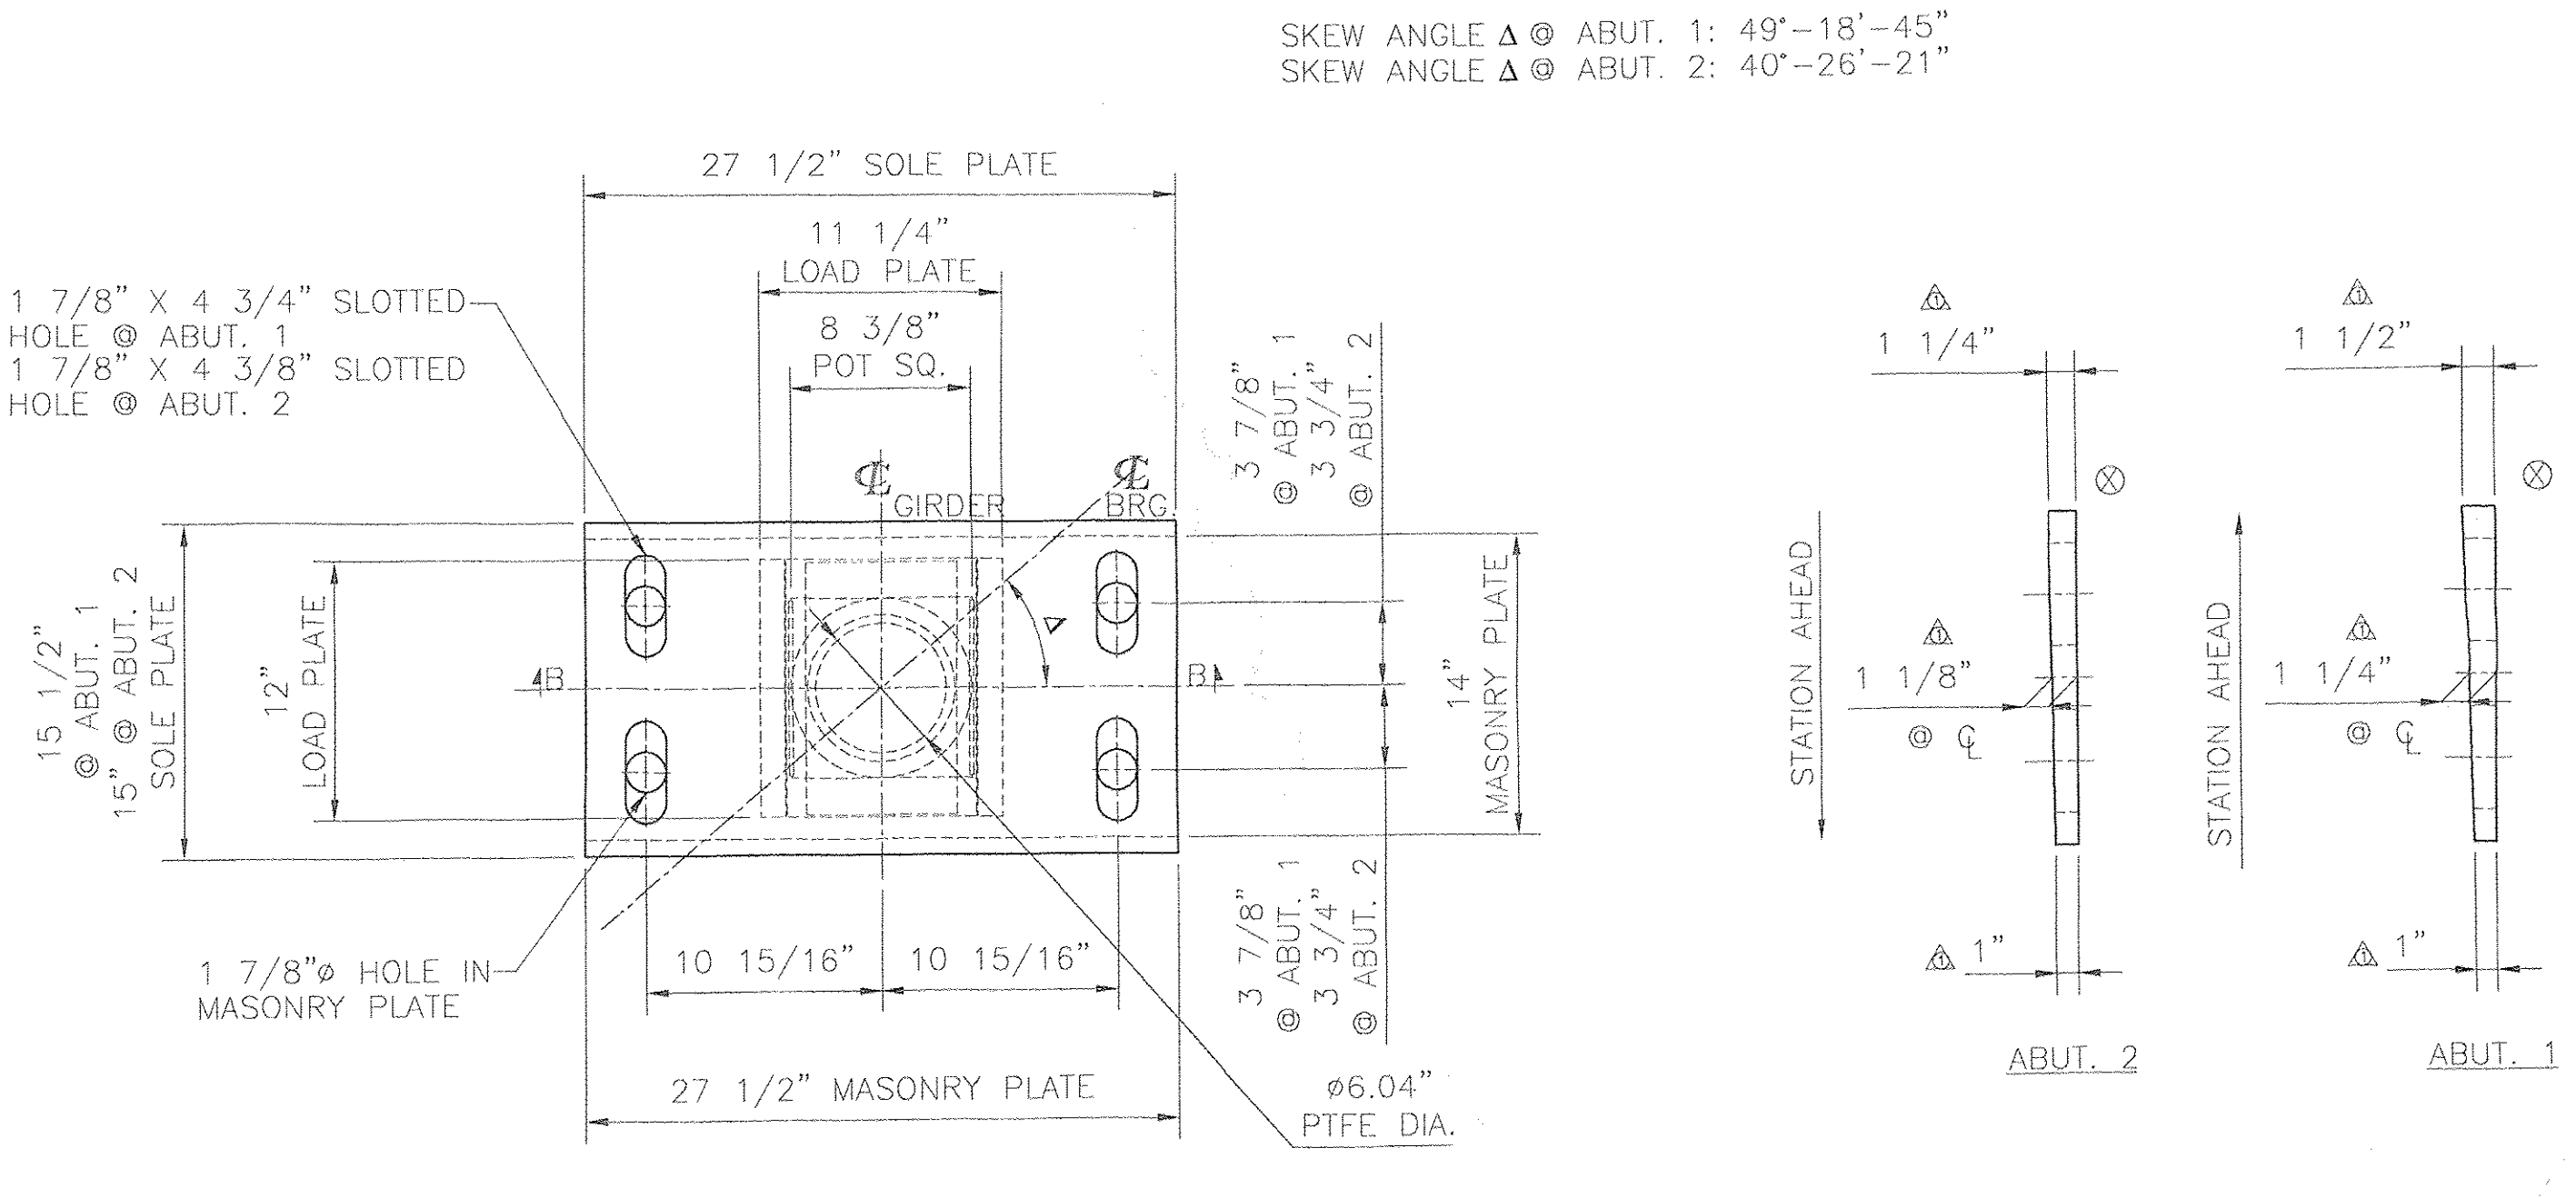 SKEW ANGLE Δ @ ABUT. 1: 49°-18'-45"
SKEW ANGLE Δ @ ABUT. 2: 40°-26'-21"
27 1/2" SOLE PLATE
11 1/4"
LOAD PLATE
8 3/8"
POT SQ.
1 7/8" X 4 3/4" SLOTTED
HOLE @ ABUT. 1
1 7/8" X 4 3/8" SLOTTED
HOLE @ ABUT. 2
℄ GIRDER
℄ BRG.
3 7/8"
@ ABUT. 1
3 3/4"
@ ABUT. 2
15 1/2"
@ ABUT. 1
15" @ ABUT. 2
SOLE PLATE
12"
LOAD PLATE
B
B
Δ
14"
MASONRY PLATE
3 7/8"
@ ABUT. 1
3 3/4"
@ ABUT. 2
10 15/16"
10 15/16"
1 7/8"ø HOLE IN
MASONRY PLATE
27 1/2" MASONRY PLATE
ø6.04"
PTFE DIA.
1
1 1/4"
X
STATION AHEAD
1
1 1/8"
@ ℄
1
1"
ABUT. 2
1
1 1/2"
X
STATION AHEAD
1
1 1/4"
@ ℄
1
1"
ABUT. 1